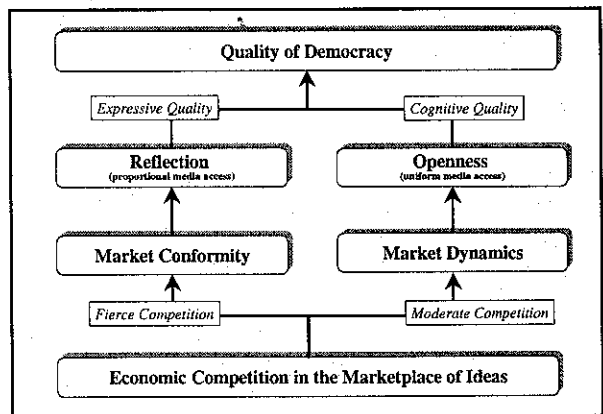 Quality of Democracy
Expressive Quality
Cognitive Quality
Reflection
(proportional media access)
Openness
(uniform media access)
Market Conformity
Market Dynamics
Fierce Competition
Moderate Competition
Economic Competition in the Marketplace of Ideas